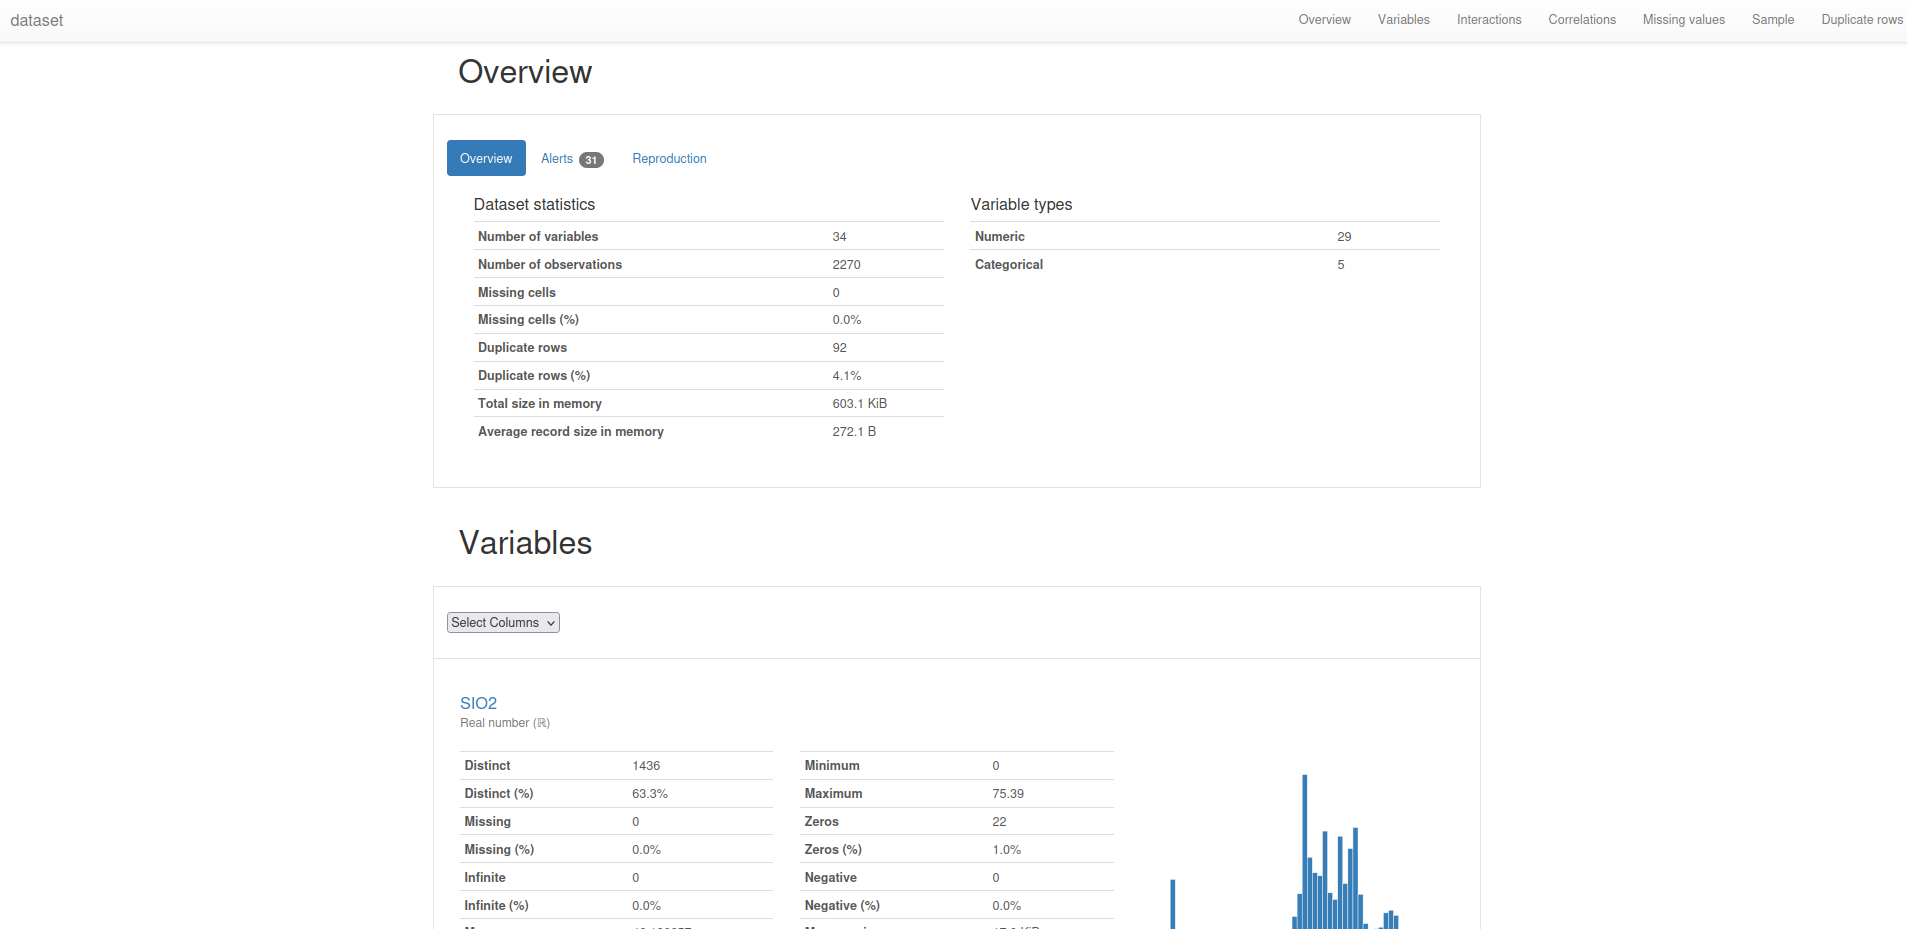 dataset
Overview Variables Interactions Correlations Missing values Sample Duplicate rows
Overview
Overview Alerts 31 Reproduction
Dataset statistics
Number of variables 34
Number of observations 2270
Missing cells 0
Missing cells (%) 0.0%
Duplicate rows 92
Duplicate rows (%) 4.1%
Total size in memory 603.1 KiB
Average record size in memory 272.1 B
Variable types
Numeric 29
Categorical 5
Variables
Select Columns
SIO2
Real number (ℝ)
Distinct 1436
Distinct (%) 63.3%
Missing 0
Missing (%) 0.0%
Infinite 0
Infinite (%) 0.0%
Minimum 0
Maximum 75.39
Zeros 22
Zeros (%) 1.0%
Negative 0
Negative (%) 0.0%